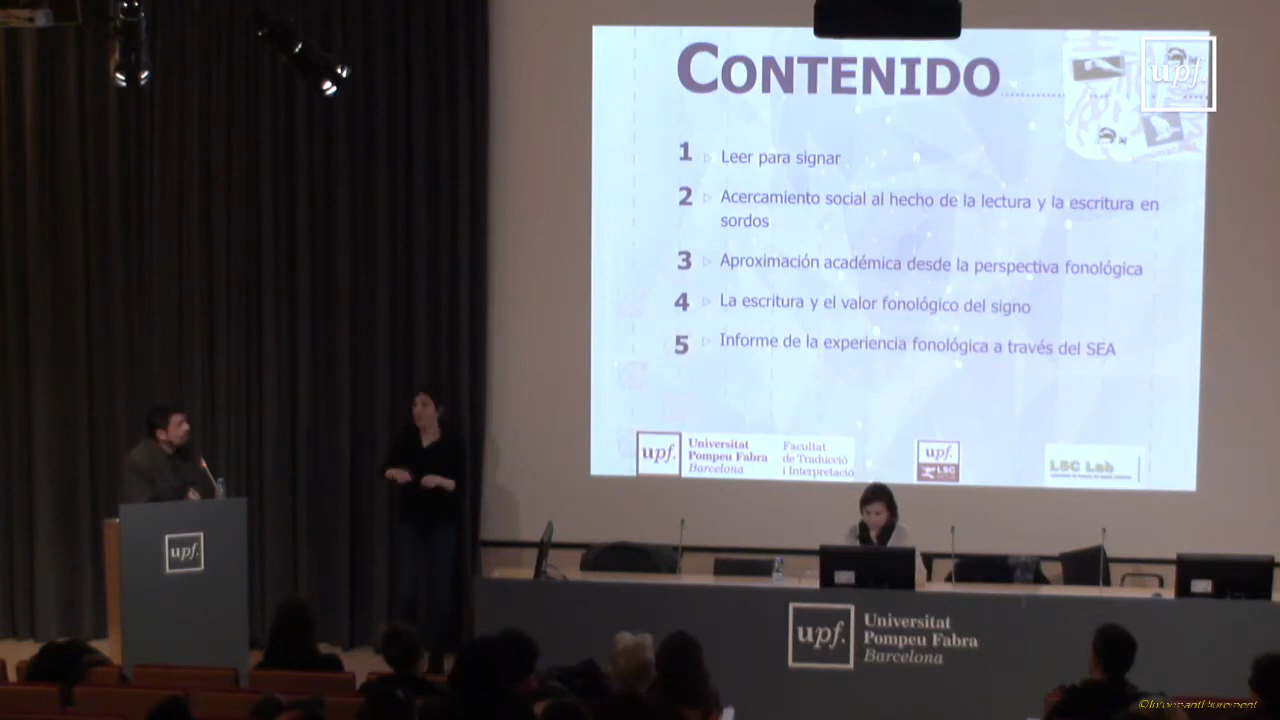 CONTENIDO
upf
1 Leer para signar
2 Acercamiento social al hecho de la lectura y la escritura en
sordos
3 Aproximación académica desde la perspectiva fonológica
4 La escritura y el valor fonológico del signo
5 Informe de la experiencia fonológica a través del SEA
upf.
Universitat
Pompeu Fabra
Barcelona
Facultat
de Traducció
i Interpretació
upf.
LSC
LSC Lab
upf.
upf.
Universitat
Pompeu Fabra
Barcelona